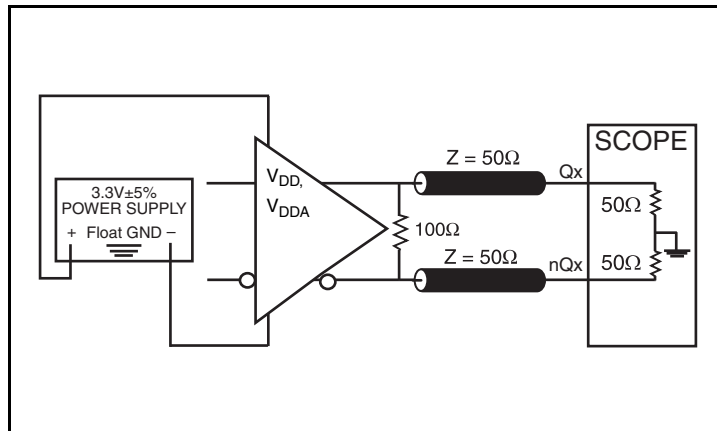 3.3V±5%
POWER SUPPLY
+ Float GND –
V_DD,
V_DDA
100Ω
Z = 50Ω
Z = 50Ω
Qx
nQx
SCOPE
50Ω
50Ω